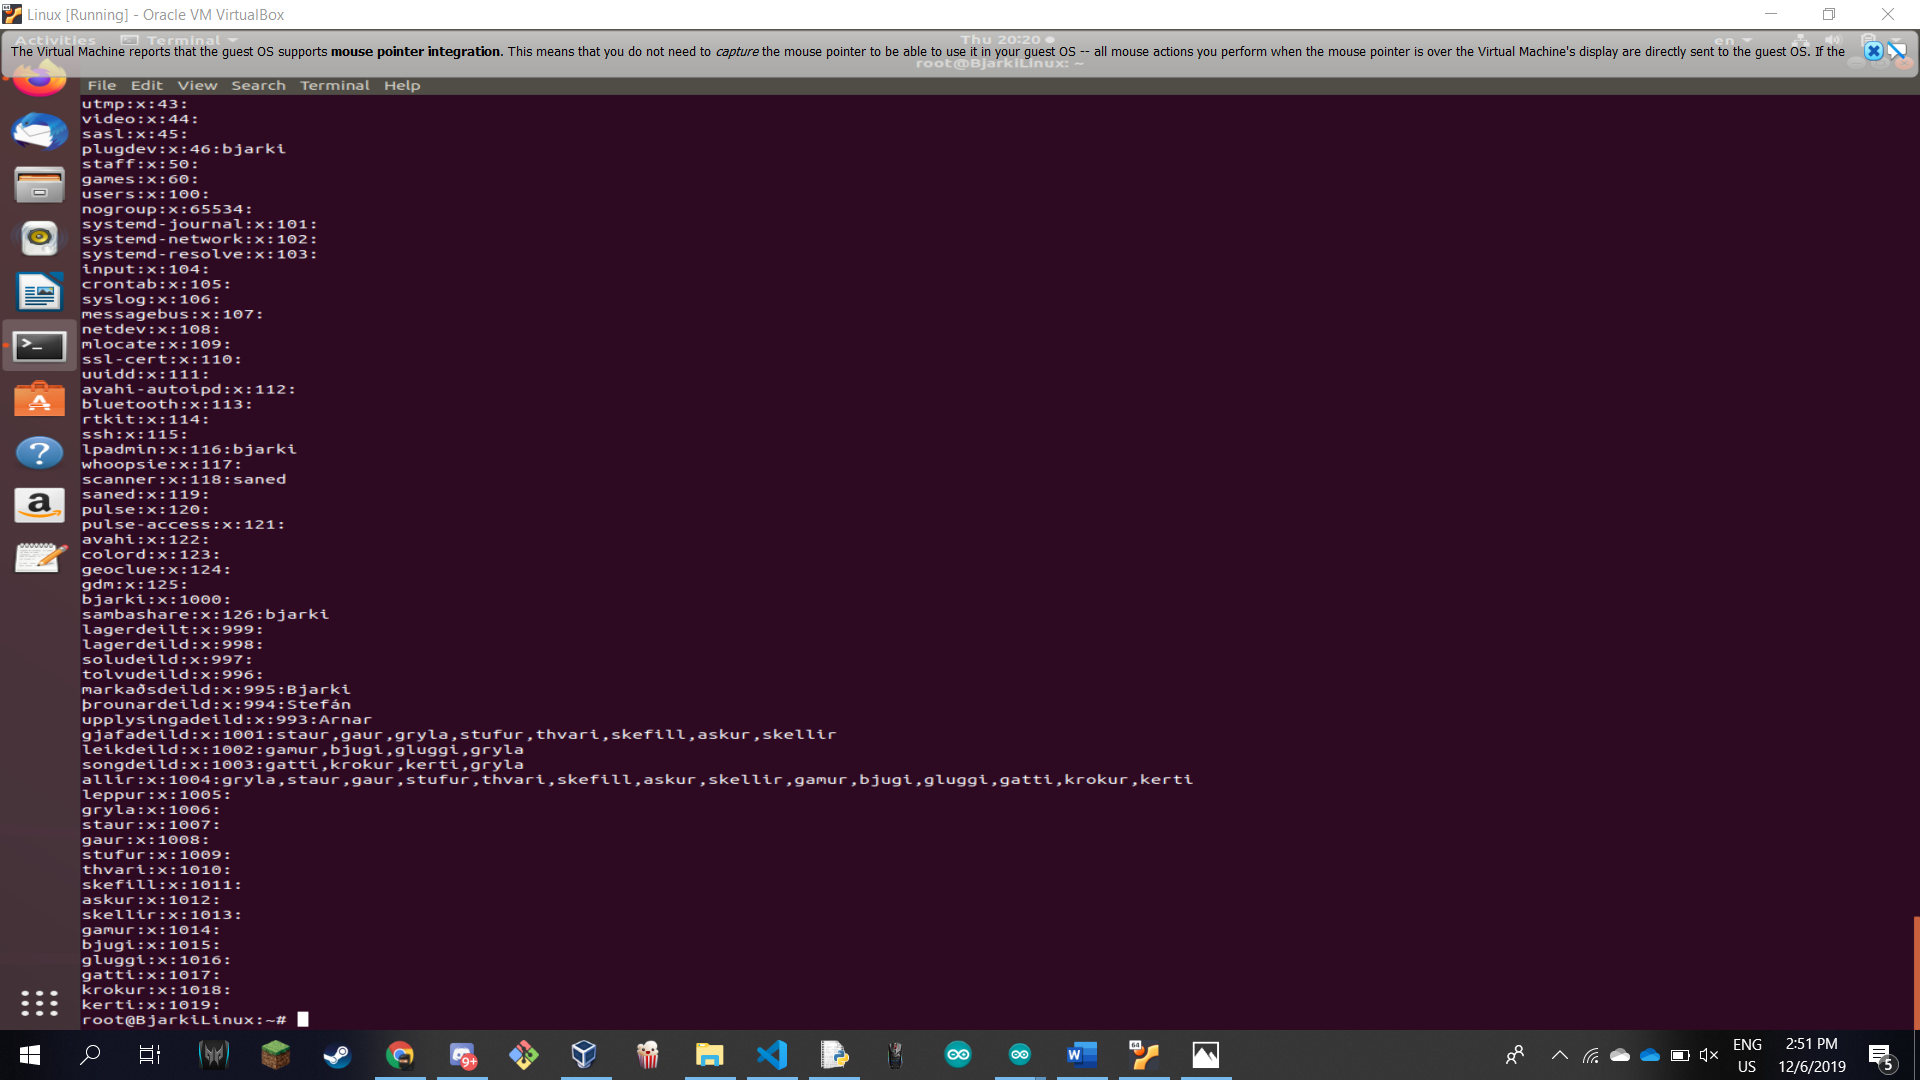 Linux [Running] - Oracle VM VirtualBox
Activities Terminal Thu 20:20 en
The Virtual Machine reports that the guest OS supports mouse pointer integration. This means that you do not need to capture the mouse pointer to be able to use it in your guest OS -- all mouse actions you perform when the mouse pointer is over the Virtual Machine's display are directly sent to the guest OS. If the
root@BjarkiLinux: ~
File Edit View Search Terminal Help
utmp:x:43:
video:x:44:
sasl:x:45:
plugdev:x:46:bjarki
staff:x:50:
games:x:60:
users:x:100:
nogroup:x:65534:
systemd-journal:x:101:
systemd-network:x:102:
systemd-resolve:x:103:
input:x:104:
crontab:x:105:
syslog:x:106:
messagebus:x:107:
netdev:x:108:
mlocate:x:109:
ssl-cert:x:110:
uuidd:x:111:
avahi-autoipd:x:112:
bluetooth:x:113:
rtkit:x:114:
ssh:x:115:
lpadmin:x:116:bjarki
whoopsie:x:117:
scanner:x:118:saned
saned:x:119:
pulse:x:120:
pulse-access:x:121:
avahi:x:122:
colord:x:123:
geoclue:x:124:
gdm:x:125:
bjarki:x:1000:
sambashare:x:126:bjarki
lagerdeilt:x:999:
lagerdeild:x:998:
soludeild:x:997:
tolvudeild:x:996:
markaðsdeild:x:995:Bjarki
þrounardeild:x:994:Stefán
upplysingadeild:x:993:Arnar
gjafadeild:x:1001:staur,gaur,gryla,stufur,thvari,skefill,askur,skellir
leikdeild:x:1002:gamur,bjugi,gluggi,gryla
songdeild:x:1003:gatti,krokur,kerti,gryla
allir:x:1004:gryla,staur,gaur,stufur,thvari,skefill,askur,skellir,gamur,bjugi,gluggi,gatti,krokur,kerti
leppur:x:1005:
gryla:x:1006:
staur:x:1007:
gaur:x:1008:
stufur:x:1009:
thvari:x:1010:
skefill:x:1011:
askur:x:1012:
skellir:x:1013:
gamur:x:1014:
bjugi:x:1015:
gluggi:x:1016:
gatti:x:1017:
krokur:x:1018:
kerti:x:1019:
root@BjarkiLinux:~#
9+
64
ENG
US
2:51 PM
12/6/2019
5